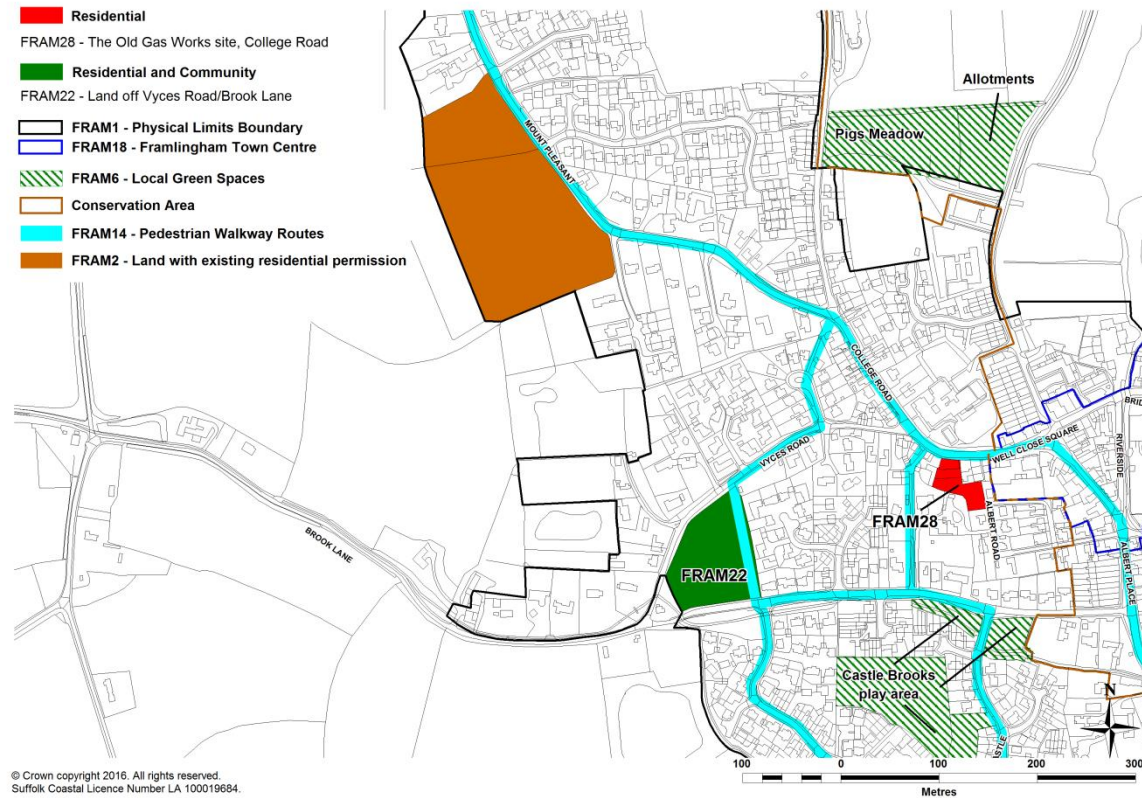 Residential
FRAM28 - The Old Gas Works site, College Road
Residential and Community
FRAM22 - Land off Vyces Road/Brook Lane
FRAM1 - Physical Limits Boundary
FRAM18 - Framlingham Town Centre
FRAM6 - Local Green Spaces
Conservation Area
FRAM14 - Pedestrian Walkway Routes
FRAM2 - Land with existing residential permission
Allotments
Pigs Meadow
MOUNT PLEASANT
COLLEGE ROAD
BRID
WELL CLOSE SQUARE
RIVERSIDE
VYCES ROAD
FRAM28
ALBERT ROAD
ALBERT PLACE
BROOK LANE
FRAM22
Castle Brooks
play area
ASTLE
N
100 0 100 200 300
Metres
© Crown copyright 2016. All rights reserved.
Suffolk Coastal Licence Number LA 100019684.